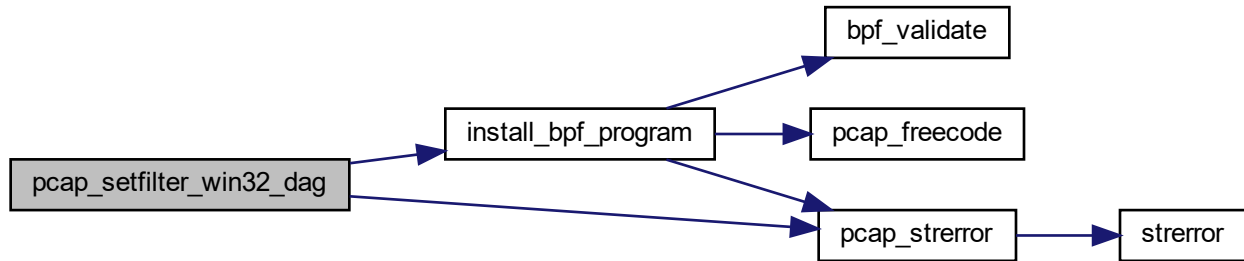 bpf_validate
install_bpf_program
pcap_freecode
pcap_setfilter_win32_dag
pcap_strerror
strerror